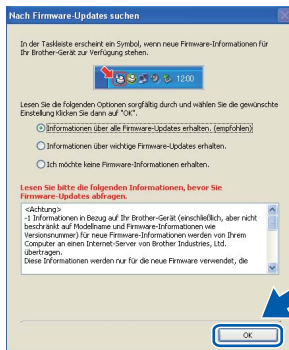 Nach Firmware-Updates suchen
In der Taskleiste erscheint ein Symbol, wenn neue Firmware-Informationen für
Ihr Brother-Gerät zur Verfügung stehen.
12:00
Lesen Sie die folgenden Optionen sorgfältig durch und wählen Sie die gewünschte
Einstellung Klicken Sie dann auf "OK".
Informationen über alle Firmware-Updates erhalten. (empfohlen)
Informationen über wichtige Firmware-Updates erhalten.
Ich möchte keine Firmware-Informationen erhalten.
Lesen Sie bitte die folgenden Informationen, bevor Sie
Firmware-Updates abfragen.
<Achtung>
-1 Informationen in Bezug auf Ihr Brother-Gerät (einschließlich, aber nicht
beschränkt auf Modellname und Firmware-Informationen wie
Versionsnummer) für neue Firmware-Informationen werden von Ihrem
Computer an einen Internet-Server von Brother Industries, Ltd.
übertragen.
Diese Informationen werden nur für die neue Firmware verwendet, die
OK